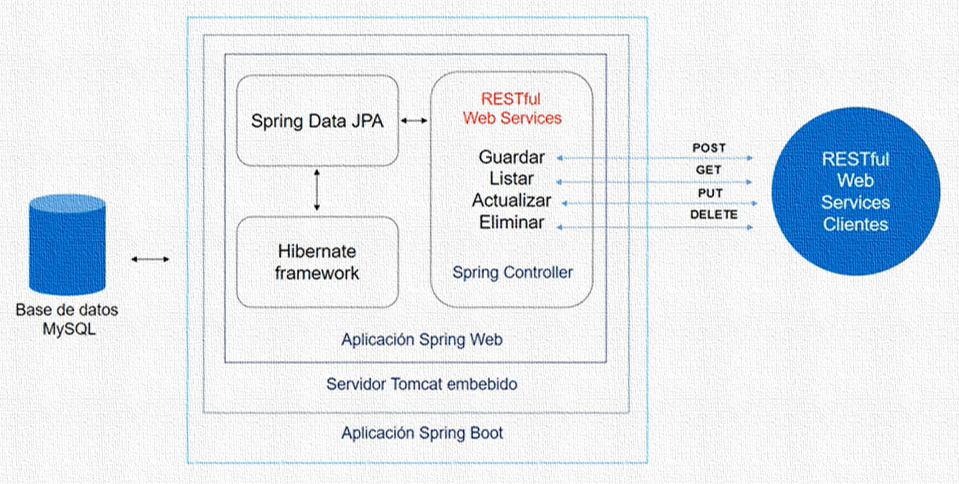 Base de datos
MySQL
Spring Data JPA
Hibernate
framework
RESTful
Web Services
Guardar
Listar
Actualizar
Eliminar
Spring Controller
Aplicación Spring Web
Servidor Tomcat embebido
Aplicación Spring Boot
POST
GET
PUT
DELETE
RESTful
Web
Services
Clientes